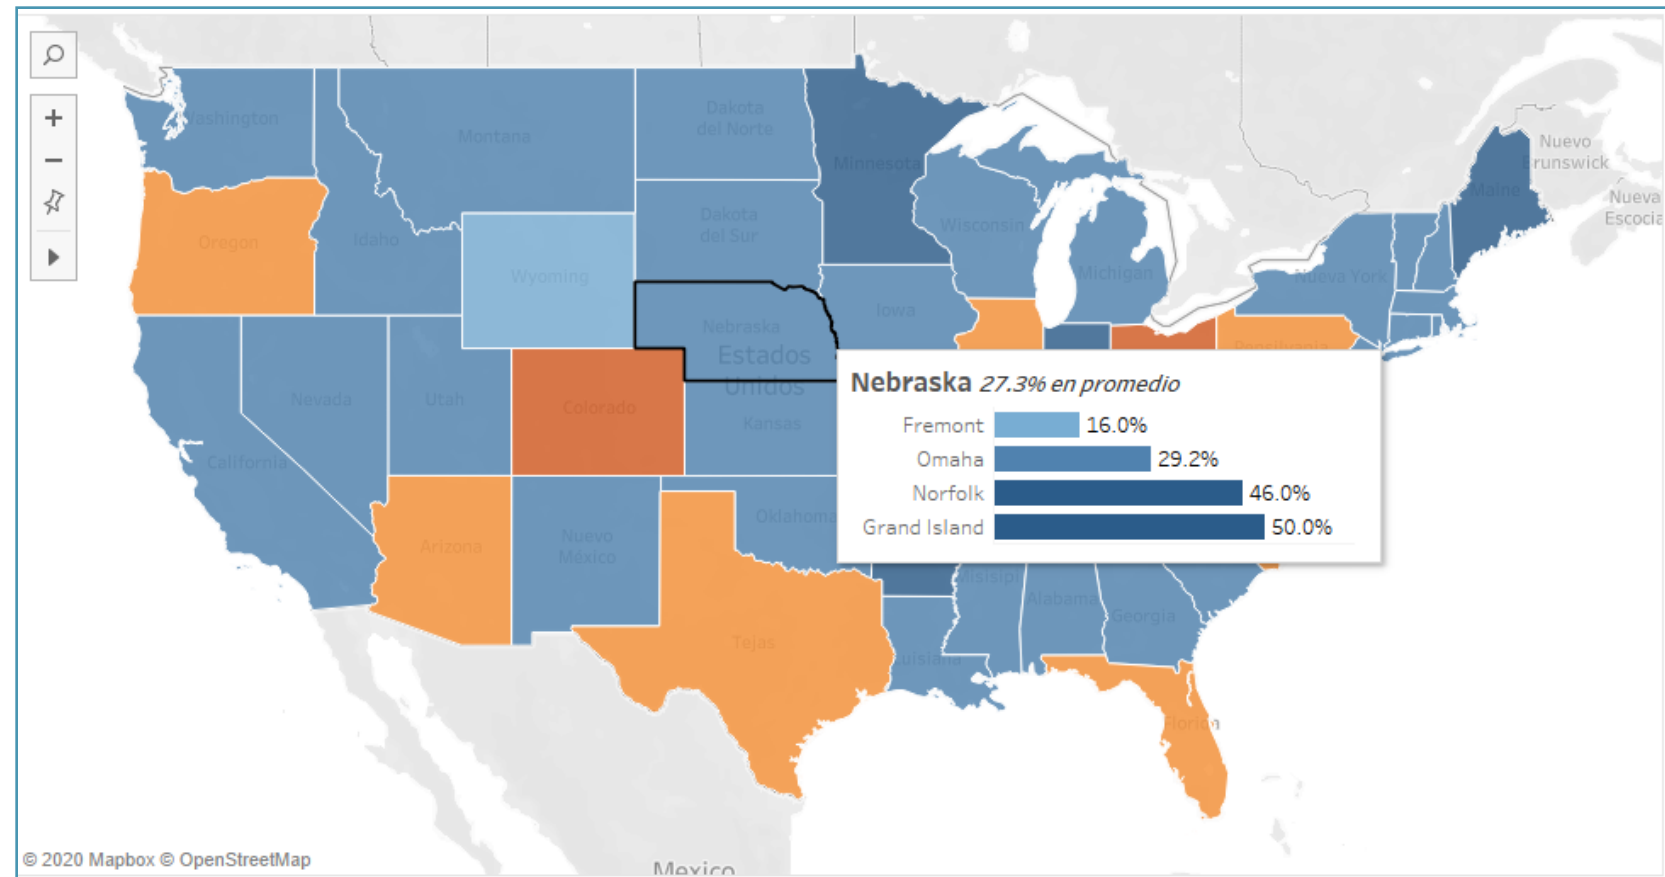 Washington
Montana
Dakota
del Norte
Minnesota
Nuevo
Brunswick
Maine
Nueva
Escocia
Oregon
Idaho
Dakota
del Sur
Wisconsin
Wyoming
Michigan
Nueva York
Iowa
Nebraska
Estados
Unidos
Pensilvania
Nevada
Utah
Colorado
Kansas
California
Nebraska 27.3% en promedio
Fremont 16.0%
Omaha 29.2%
Norfolk 46.0%
Grand Island 50.0%
Arizona
Nuevo
México
Oklahoma
Misisipi
Alabama
Georgia
Tejas
Luisiana
Florida
© 2020 Mapbox © OpenStreetMap
Mexico